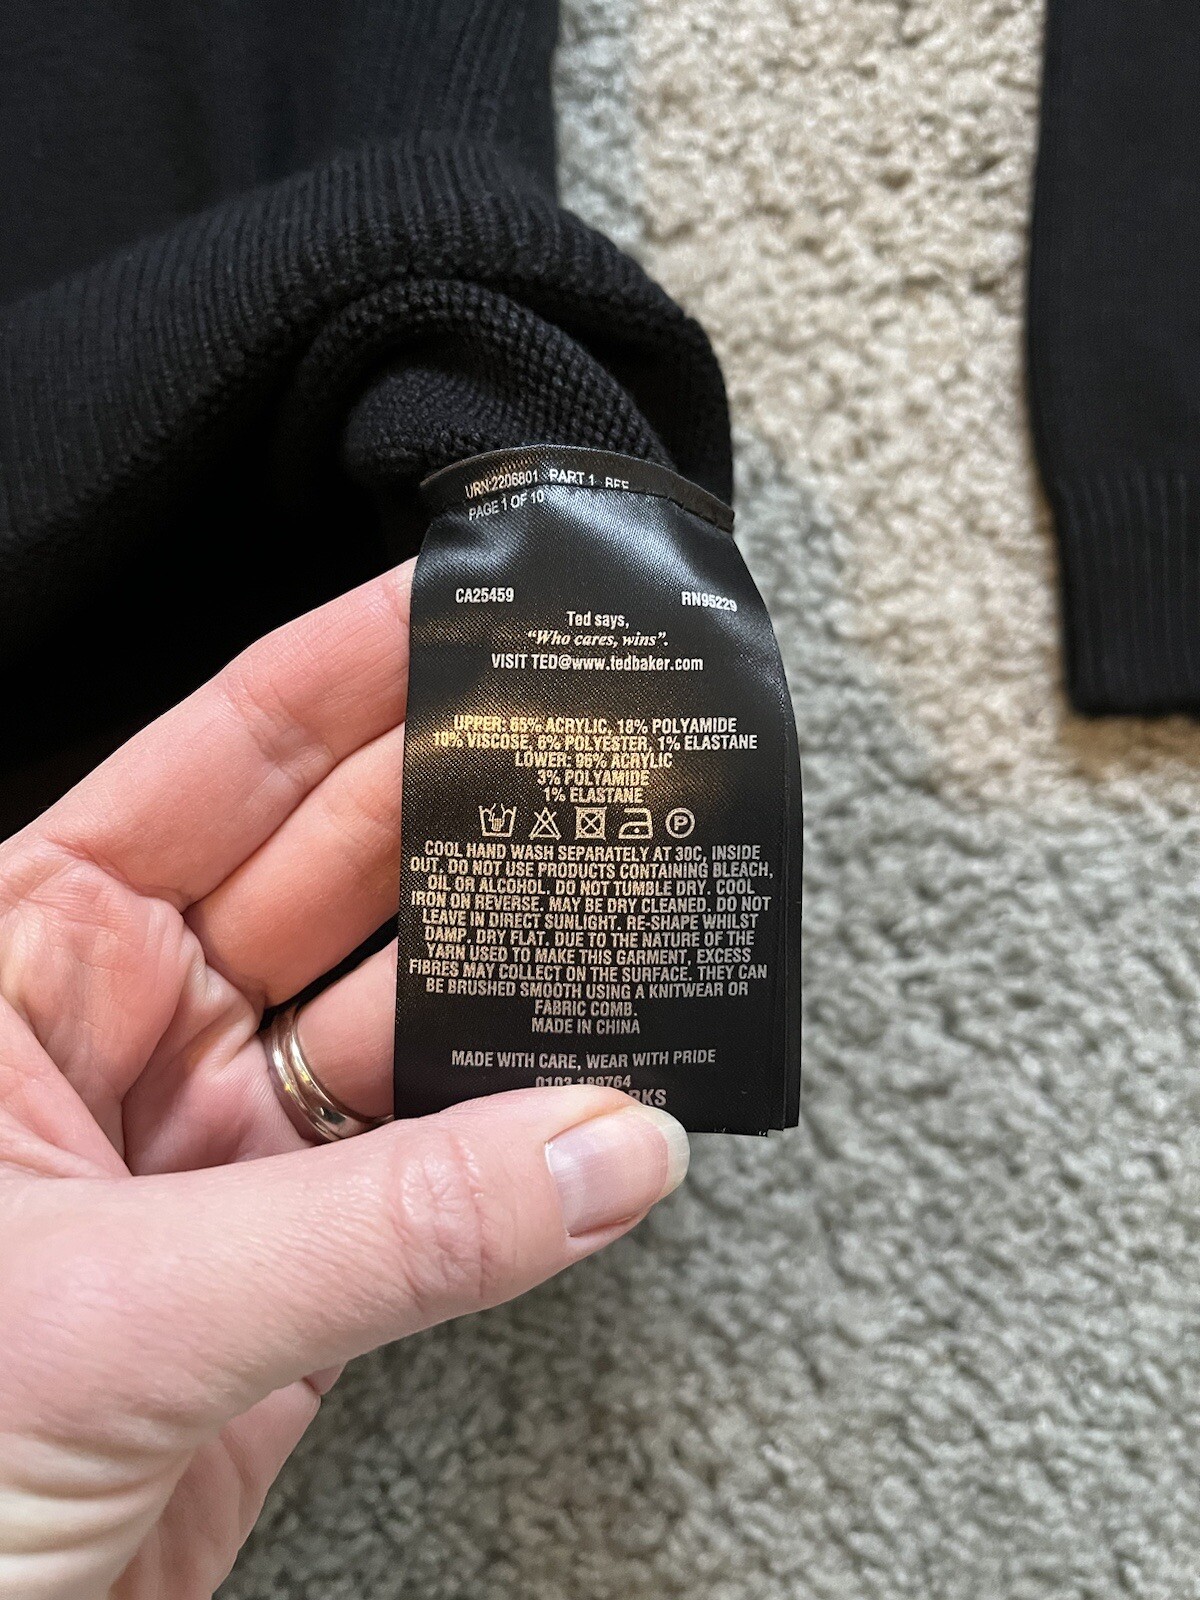 URN:2206801 PART 1
PAGE 1 OF 10
CA25459 RN95229
Ted says,
“Who cares, wins”.
VISIT TED@www.tedbaker.com
UPPER: 65% ACRYLIC, 18% POLYAMIDE
10% VISCOSE, 6% POLYESTER, 1% ELASTANE
LOWER: 96% ACRYLIC
3% POLYAMIDE
1% ELASTANE
P
COOL HAND WASH SEPARATELY AT 30C, INSIDE
OUT. DO NOT USE PRODUCTS CONTAINING BLEACH,
OIL OR ALCOHOL. DO NOT TUMBLE DRY. COOL
IRON ON REVERSE. MAY BE DRY CLEANED. DO NOT
LEAVE IN DIRECT SUNLIGHT. RE-SHAPE WHILST
DAMP. DRY FLAT. DUE TO THE NATURE OF THE
YARN USED TO MAKE THIS GARMENT, EXCESS
FIBRES MAY COLLECT ON THE SURFACE. THEY CAN
BE BRUSHED SMOOTH USING A KNITWEAR OR
FABRIC COMB.
MADE IN CHINA
MADE WITH CARE, WEAR WITH PRIDE
0103 189764